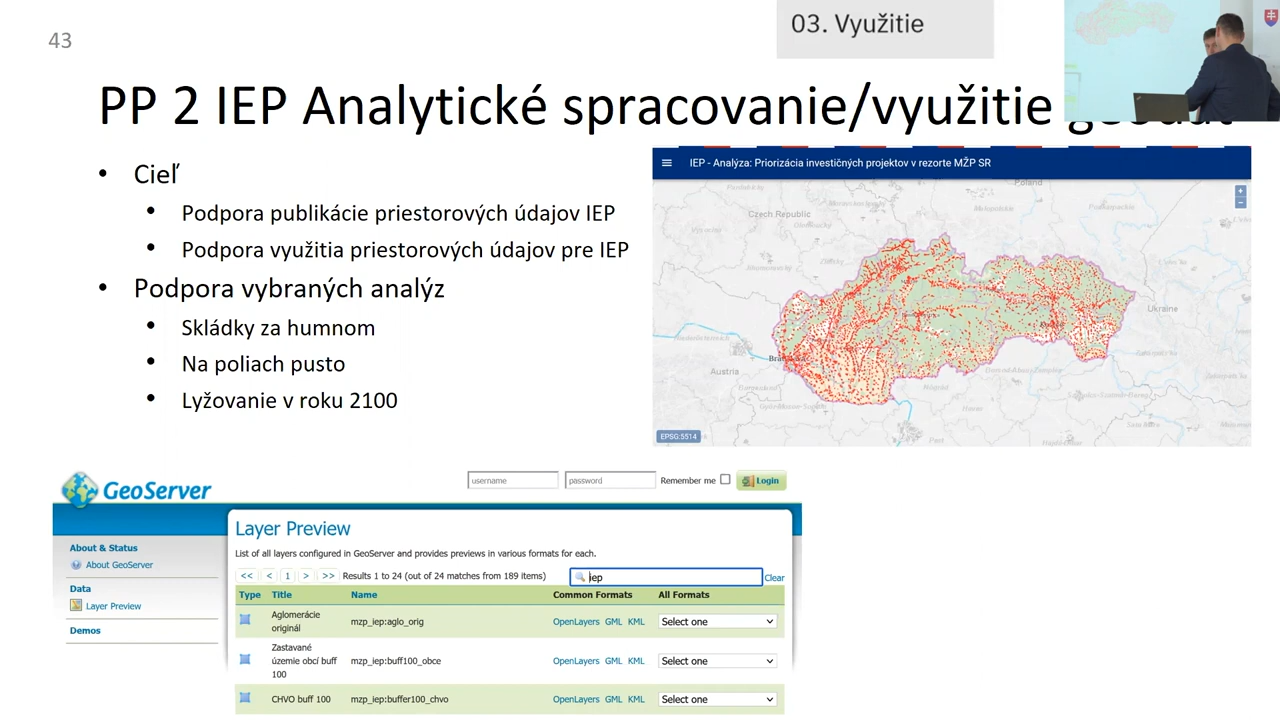 43
03. Využitie
PP 2 IEP Analytické spracovanie/využitie
• Cieľ
• Podpora publikácie priestorových údajov IEP
• Podpora využitia priestorových údajov pre IEP
• Podpora vybraných analýz
• Skládky za humnom
• Na poliach pusto
• Lyžovanie v roku 2100
IEP - Analýza: Priorizácia investičných projektov v rezorte MŽP SR
Poland
Czech Republic
Ukraine
Austria
EPSG:5514
GeoServer
username
password
Remember me
Login
About & Status
About GeoServer
Data
Layer Preview
Demos
Layer Preview
List of all layers configured in GeoServer and provides previews in various formats for each.
<< < 1 > >> Results 1 to 24 (out of 24 matches from 189 items)
iep
Clear
Type Title Name Common Formats All Formats
Aglomerácie
originál
mzp_iep:aglo_orig OpenLayers GML KML Select one
Zastavané
územie obcí buff
100
mzp_iep:buff100_obce OpenLayers GML KML Select one
CHVO buff 100 mzp_iep:buffer100_chvo OpenLayers GML KML Select one